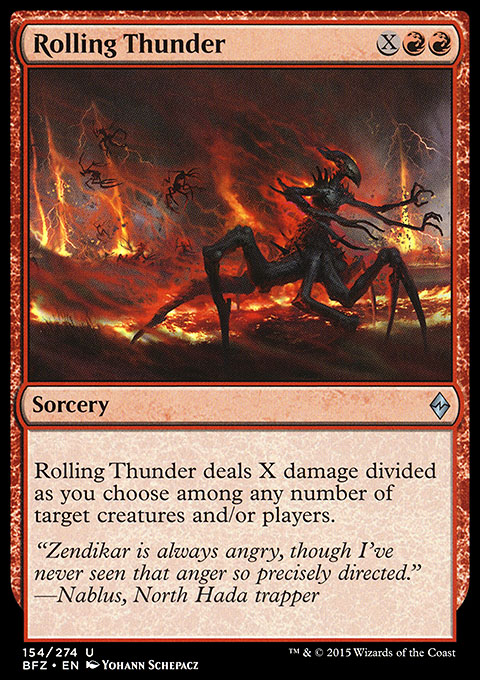 Rolling Thunder X
Sorcery
Rolling Thunder deals X damage divided
as you choose among any number of
target creatures and/or players.
“Zendikar is always angry, though I’ve
never seen that anger so precisely directed.”
—Nablus, North Hada trapper
154/274 U
™ & © 2015 Wizards of the Coast
BFZ • EN Yohann Schepacz